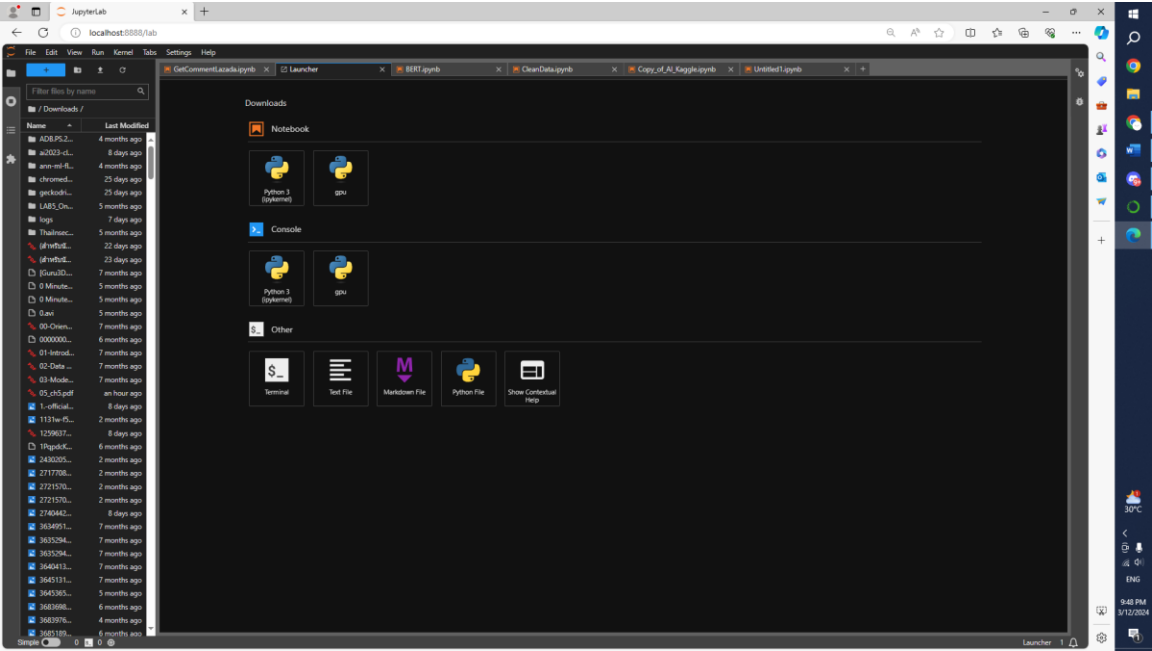 JupyterLab
localhost:8888/lab
File Edit View Run Kernel Tabs Settings Help
GetCommentLazada.ipynb Launcher BERT.ipynb CleanData.ipynb Copy_of_AI_Kaggle.ipynb Untitled1.ipynb
Filter files by name
/ Downloads /
Name Last Modified
ADB.PS.2... 4 months ago
ai2023-cl... 8 days ago
ann-ml-fl... 4 months ago
chromed... 25 days ago
geckodri... 25 days ago
LAB5_On... 5 months ago
logs 7 days ago
ThaiInsec... 5 months ago
22 days ago
23 days ago
[Guru3D... 7 months ago
0 Minute... 5 months ago
0 Minute... 5 months ago
0.avi 5 months ago
00-Orien... 7 months ago
0000000... 6 months ago
01-Introd... 7 months ago
02-Data ... 7 months ago
03-Mode... 7 months ago
05_ch5.pdf an hour ago
1.-official... 8 days ago
1131w-f5... 2 months ago
1259637... 8 days ago
1PqpdcK... 6 months ago
2430205... 2 months ago
2717708... 2 months ago
2721570... 2 months ago
2721570... 2 months ago
2740442... 8 days ago
3634951... 7 months ago
3635294... 7 months ago
3635294... 7 months ago
3640413... 7 months ago
3645131... 7 months ago
3645365... 5 months ago
3683698... 6 months ago
3683976... 4 months ago
3685189... 6 months ago
Downloads
Notebook
Python 3 (ipykernel) gpu
Console
Python 3 (ipykernel) gpu
$_ Other
$_
Terminal Text File Markdown File Python File Show Contextual Help
Simple 0 $_ 0
Launcher 1
30°C
ENG
9:48 PM
3/12/2024